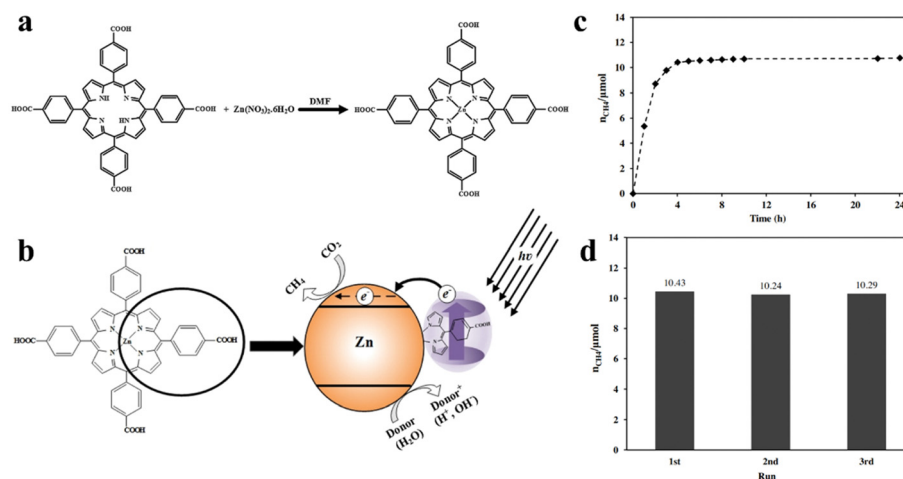 a
COOH
HOOC
NH
N
N
HN
COOH
COOH
+ Zn(NO₃)₂.6H₂O
DMF
COOH
HOOC
N
N
Zn
N
N
COOH
COOH
b
COOH
HOOC
N
N
Zn
N
N
COOH
COOH
CO₂
CH₄
e⁻
e⁻
hυ
Zn
N
N
COOH
Donor
(H₂O)
Donor⁺
(H⁺, OH⁻)
c
nCH4/μmol
14
12
10
8
6
4
2
0
0 4 8 12 16 20 24
Time (h)
d
nCH4/μmol
14
12
10
8
6
4
2
0
10.43 10.24 10.29
1st 2nd 3rd
Run